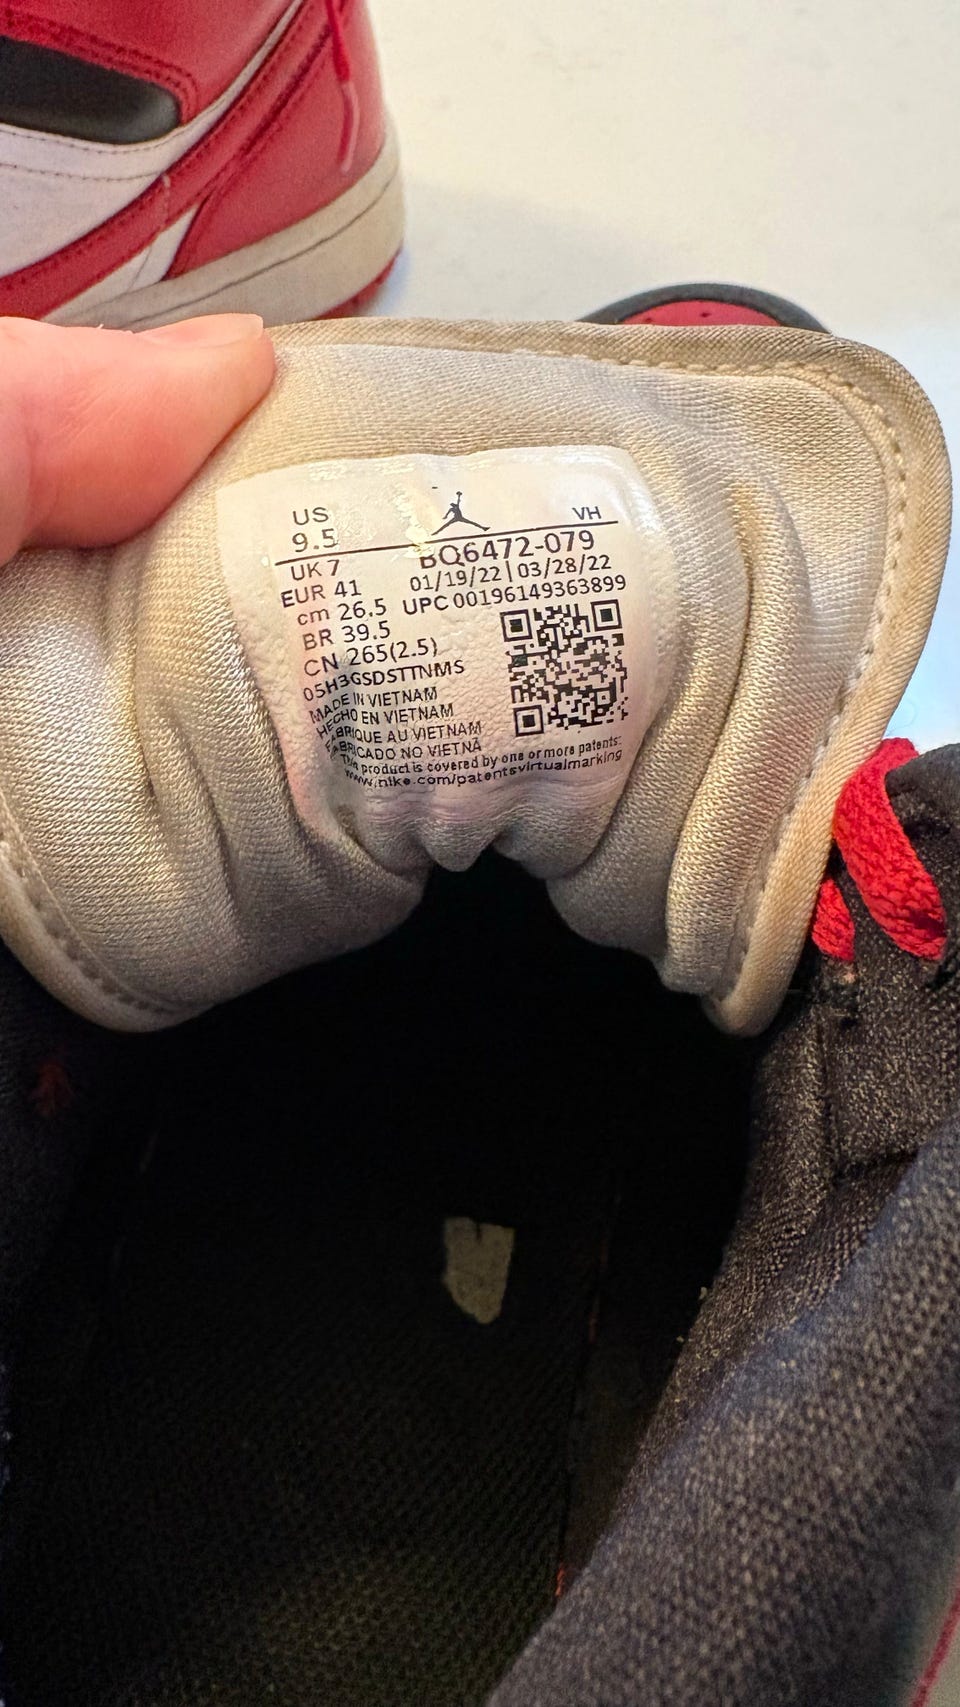 US
9.5
VH
BQ6472-079
UK 7
01/19/22 | 03/28/22
EUR 41
UPC 00196149363899
cm 26.5
BR 39.5
CN 265(2.5)
05H3GSDSTTNMS
MADE IN VIETNAM
HECHO EN VIETNAM
FABRIQUE AU VIETNAM
FABRICADO NO VIETNÃ
This product is covered by one or more patents:
www.nike.com/patentsvirtualmarking